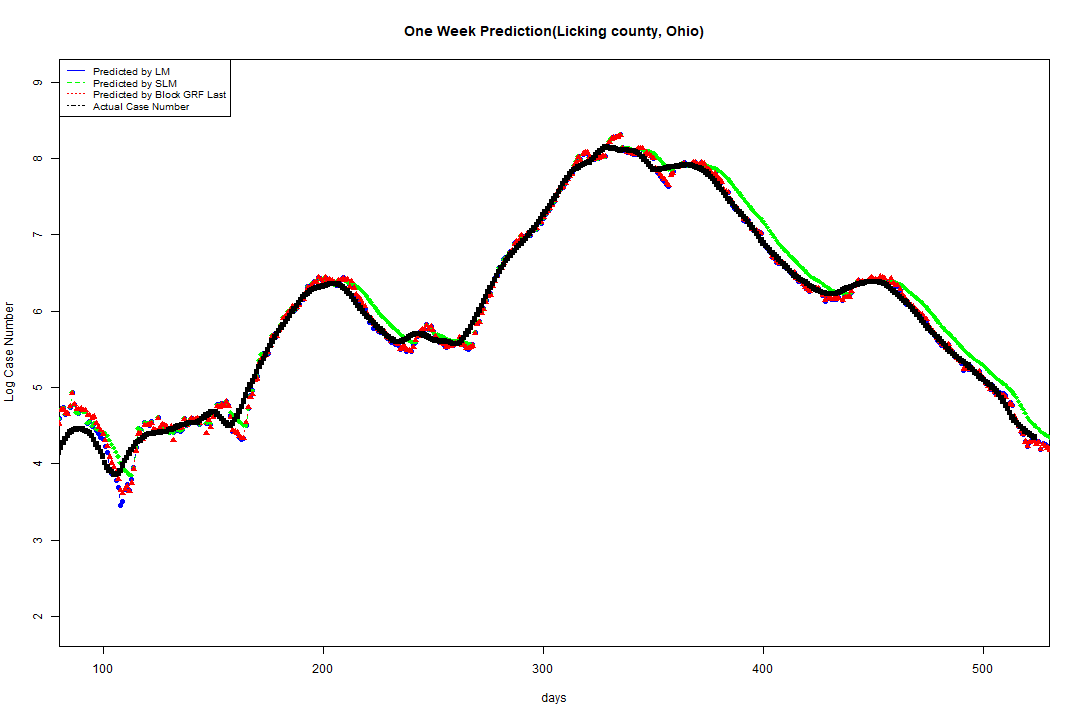 One Week Prediction(Licking county, Ohio)
Predicted by LM
Predicted by SLM
Predicted by Block GRF Last
Actual Case Number
9
8
7
6
5
4
3
2
Log Case Number
100 200 300 400 500
days